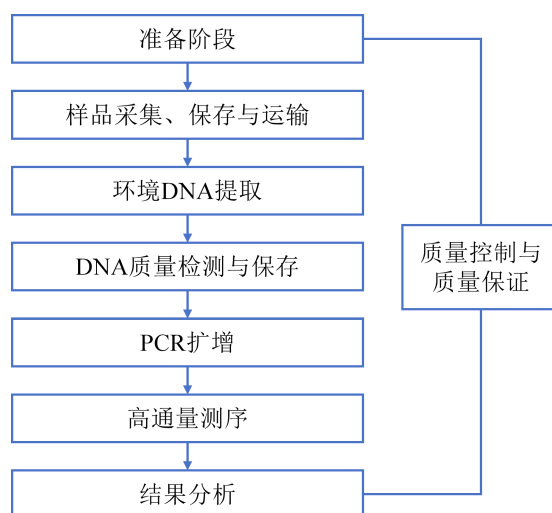 准备阶段
样品采集、保存与运输
环境DNA提取
DNA质量检测与保存
PCR扩增
高通量测序
结果分析
质量控制与
质量保证